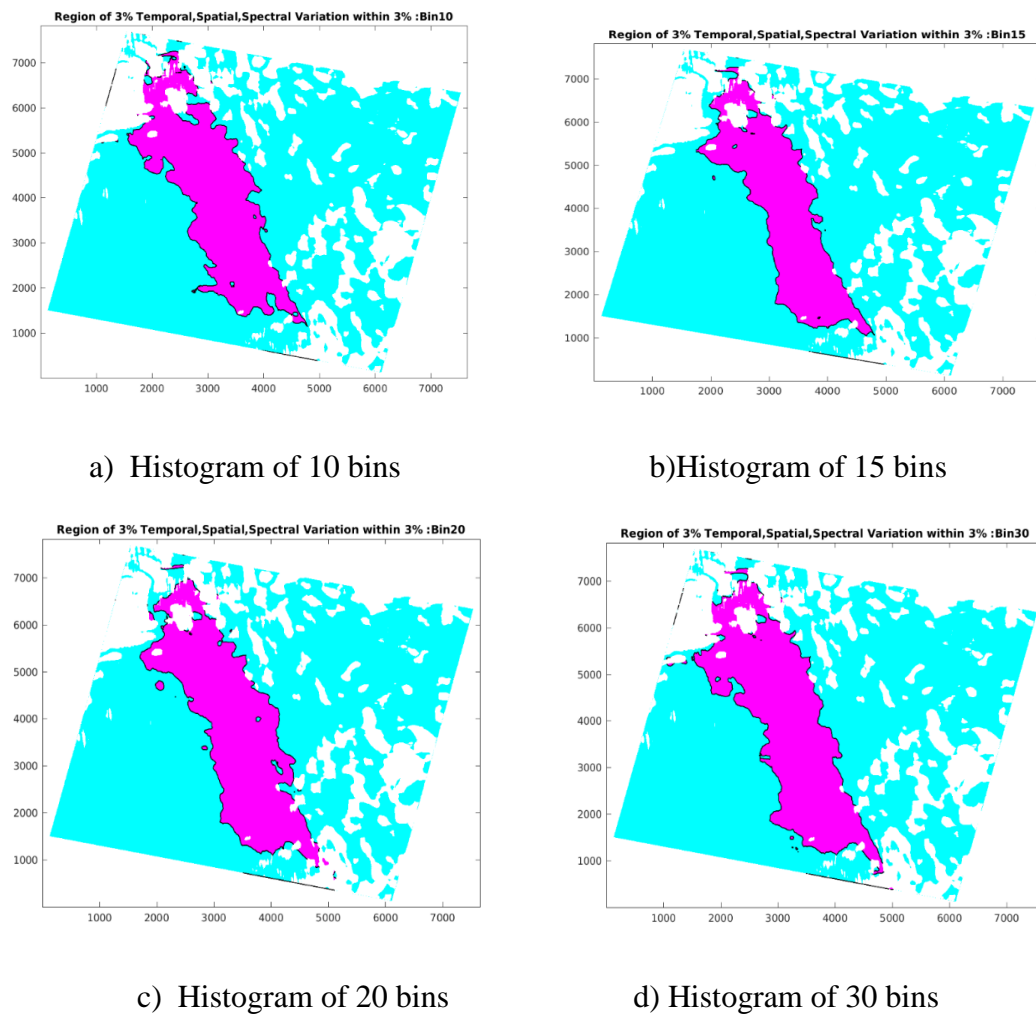 Region of 3% Temporal,Spatial,Spectral Variation within 3% :Bin10
7000
6000
5000
4000
3000
2000
1000
1000 2000 3000 4000 5000 6000 7000
a) Histogram of 10 bins
Region of 3% Temporal,Spatial,Spectral Variation within 3% :Bin15
7000
6000
5000
4000
3000
2000
1000
1000 2000 3000 4000 5000 6000 7000
b)Histogram of 15 bins
Region of 3% Temporal,Spatial,Spectral Variation within 3% :Bin20
7000
6000
5000
4000
3000
2000
1000
1000 2000 3000 4000 5000 6000 7000
c) Histogram of 20 bins
Region of 3% Temporal,Spatial,Spectral Variation within 3% :Bin30
7000
6000
5000
4000
3000
2000
1000
1000 2000 3000 4000 5000 6000 7000
d) Histogram of 30 bins